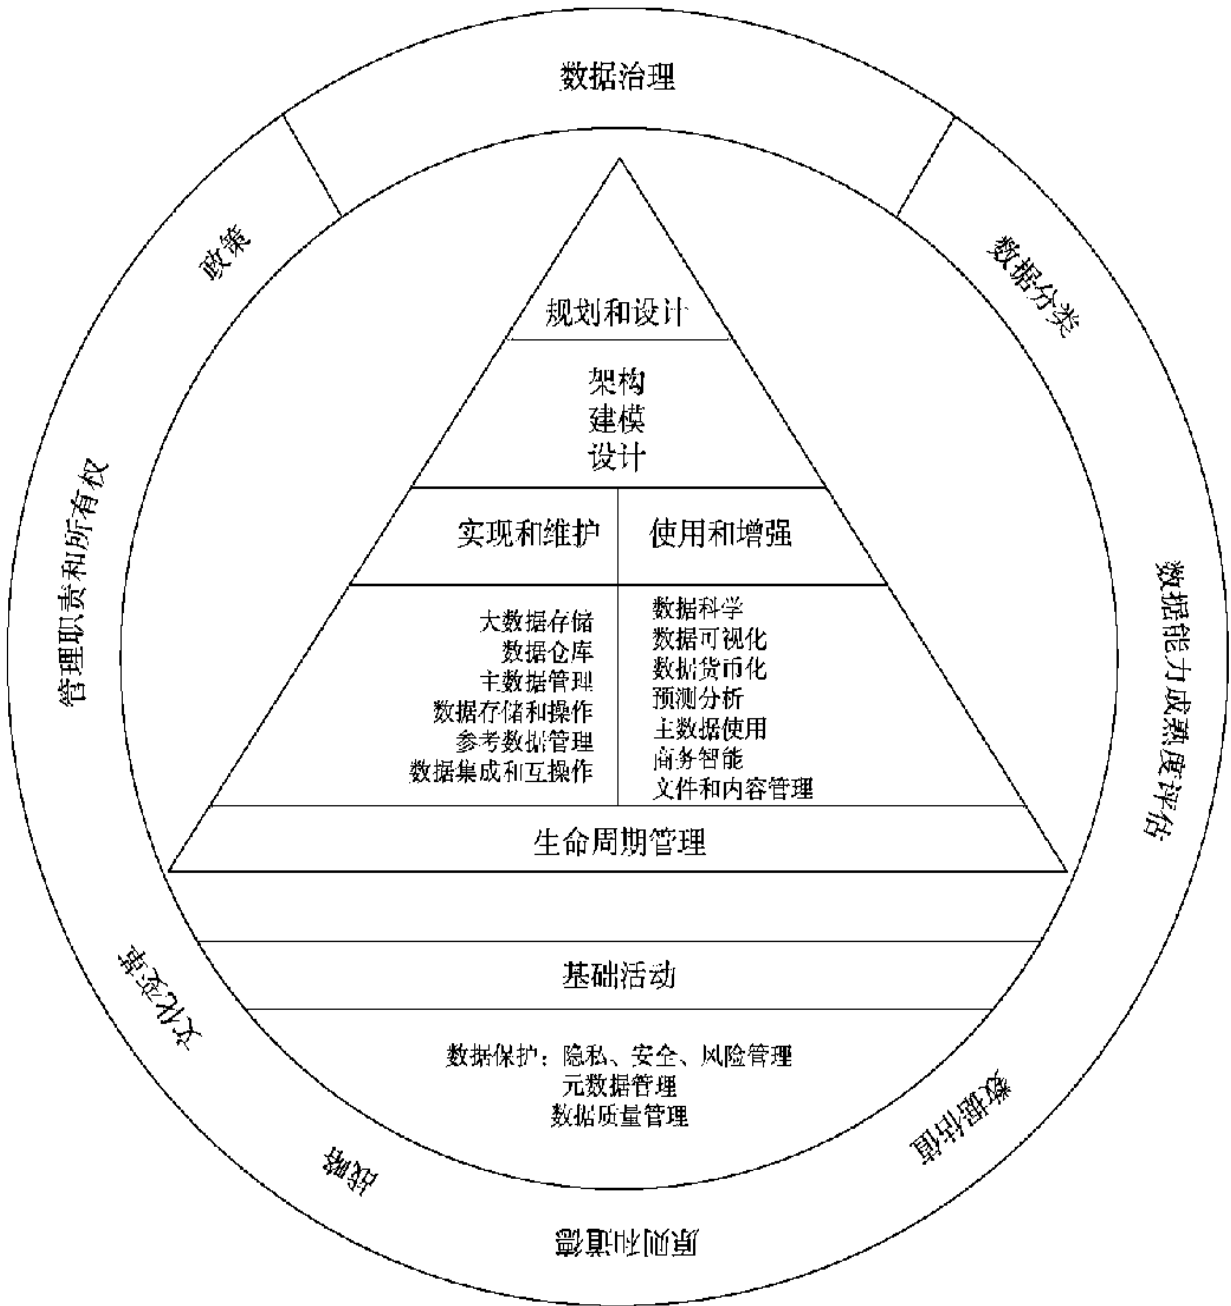 数据治理
政策
数据分类
规划和设计
架构
建模
设计
管理职责和所有权
实现和维护
使用和增强
大数据存储
数据仓库
主数据管理
数据存储和操作
参考数据管理
数据集成和互操作
数据科学
数据可视化
数据货币化
预测分析
主数据使用
商务智能
文件和内容管理
数据能力成熟度评估
生命周期管理
文化变革
基础活动
数据保护：隐私、安全、风险管理
元数据管理
数据质量管理
数据估值
战略
原则和道德